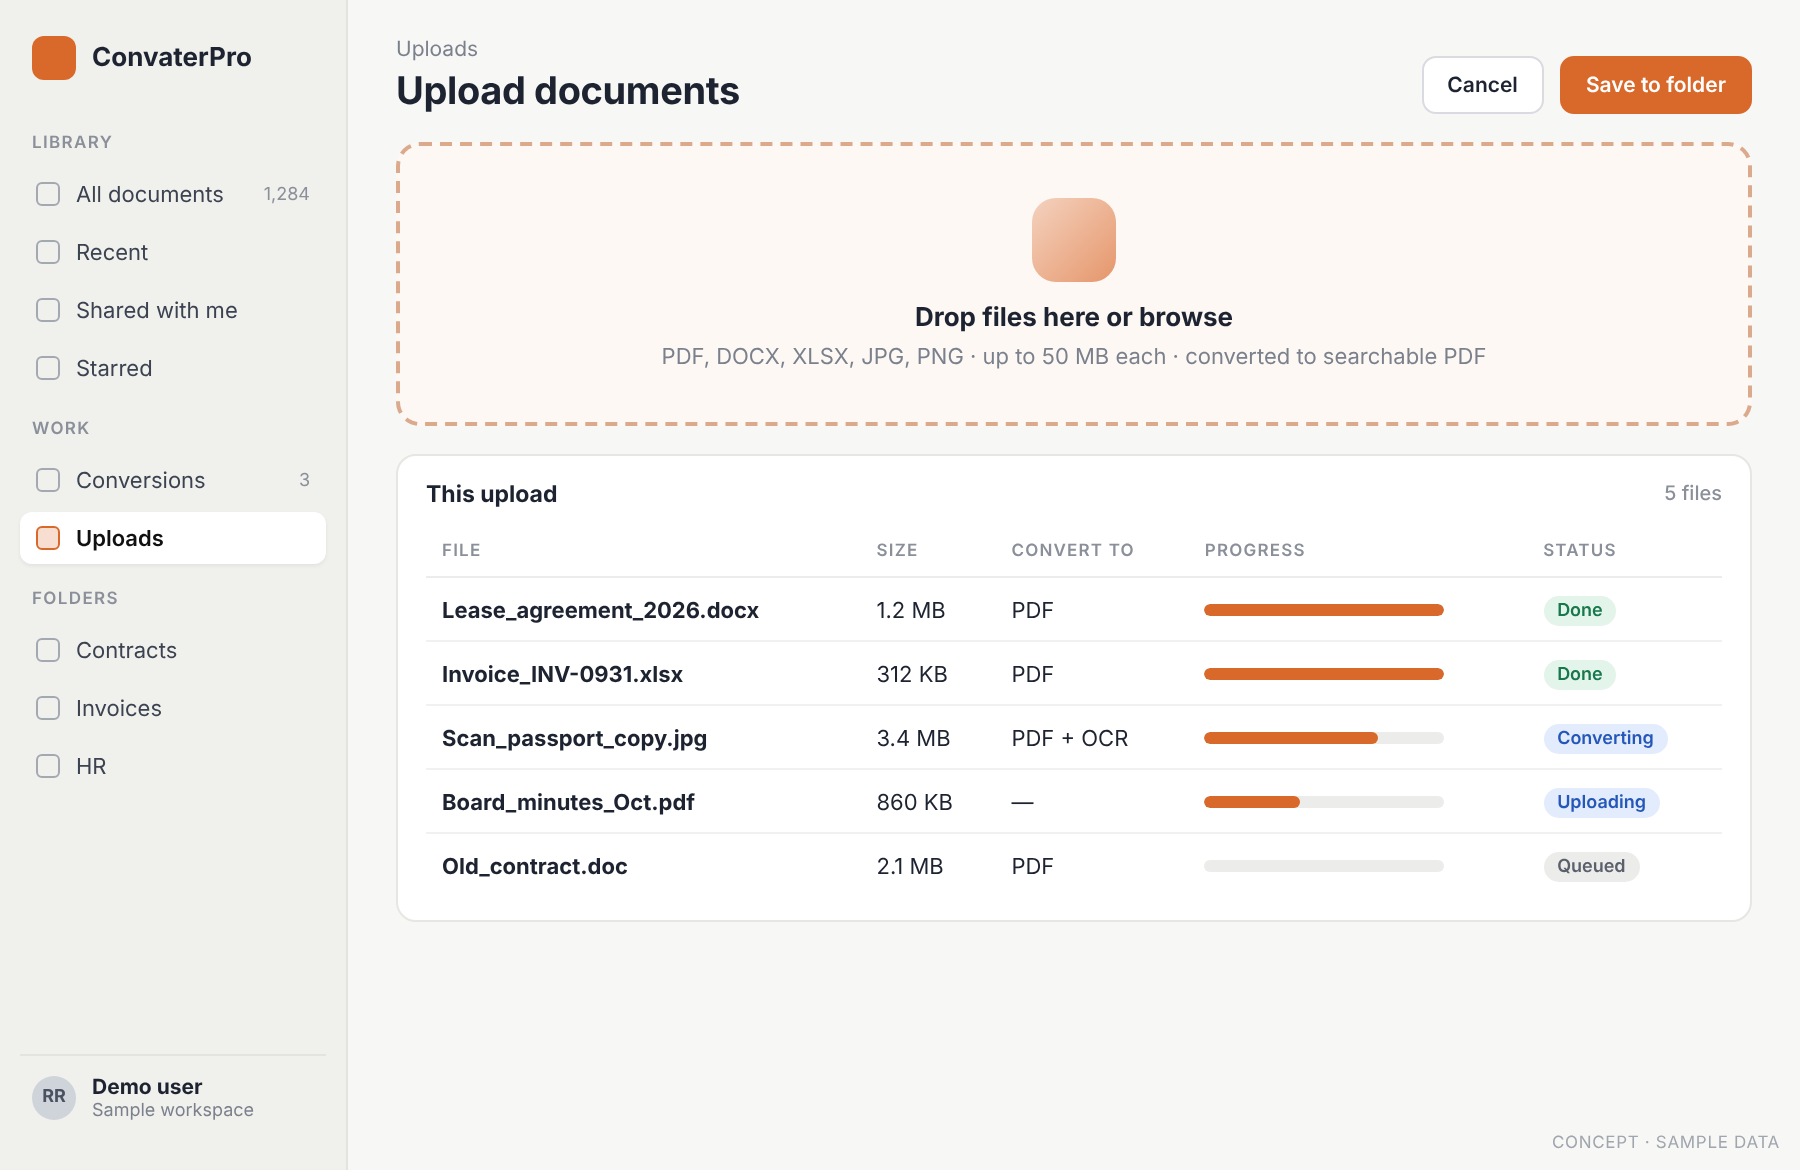 ConvaterPro
LIBRARY
All documents 1,284
Recent
Shared with me
Starred
WORK
Conversions 3
Uploads
FOLDERS
Contracts
Invoices
HR
RR
Demo user
Sample workspace
Uploads
Upload documents
Cancel
Save to folder
Drop files here or browse
PDF, DOCX, XLSX, JPG, PNG · up to 50 MB each · converted to searchable PDF
This upload 5 files
FILE SIZE CONVERT TO PROGRESS STATUS
Lease_agreement_2026.docx 1.2 MB PDF Done
Invoice_INV-0931.xlsx 312 KB PDF Done
Scan_passport_copy.jpg 3.4 MB PDF + OCR Converting
Board_minutes_Oct.pdf 860 KB — Uploading
Old_contract.doc 2.1 MB PDF Queued
CONCEPT · SAMPLE DATA